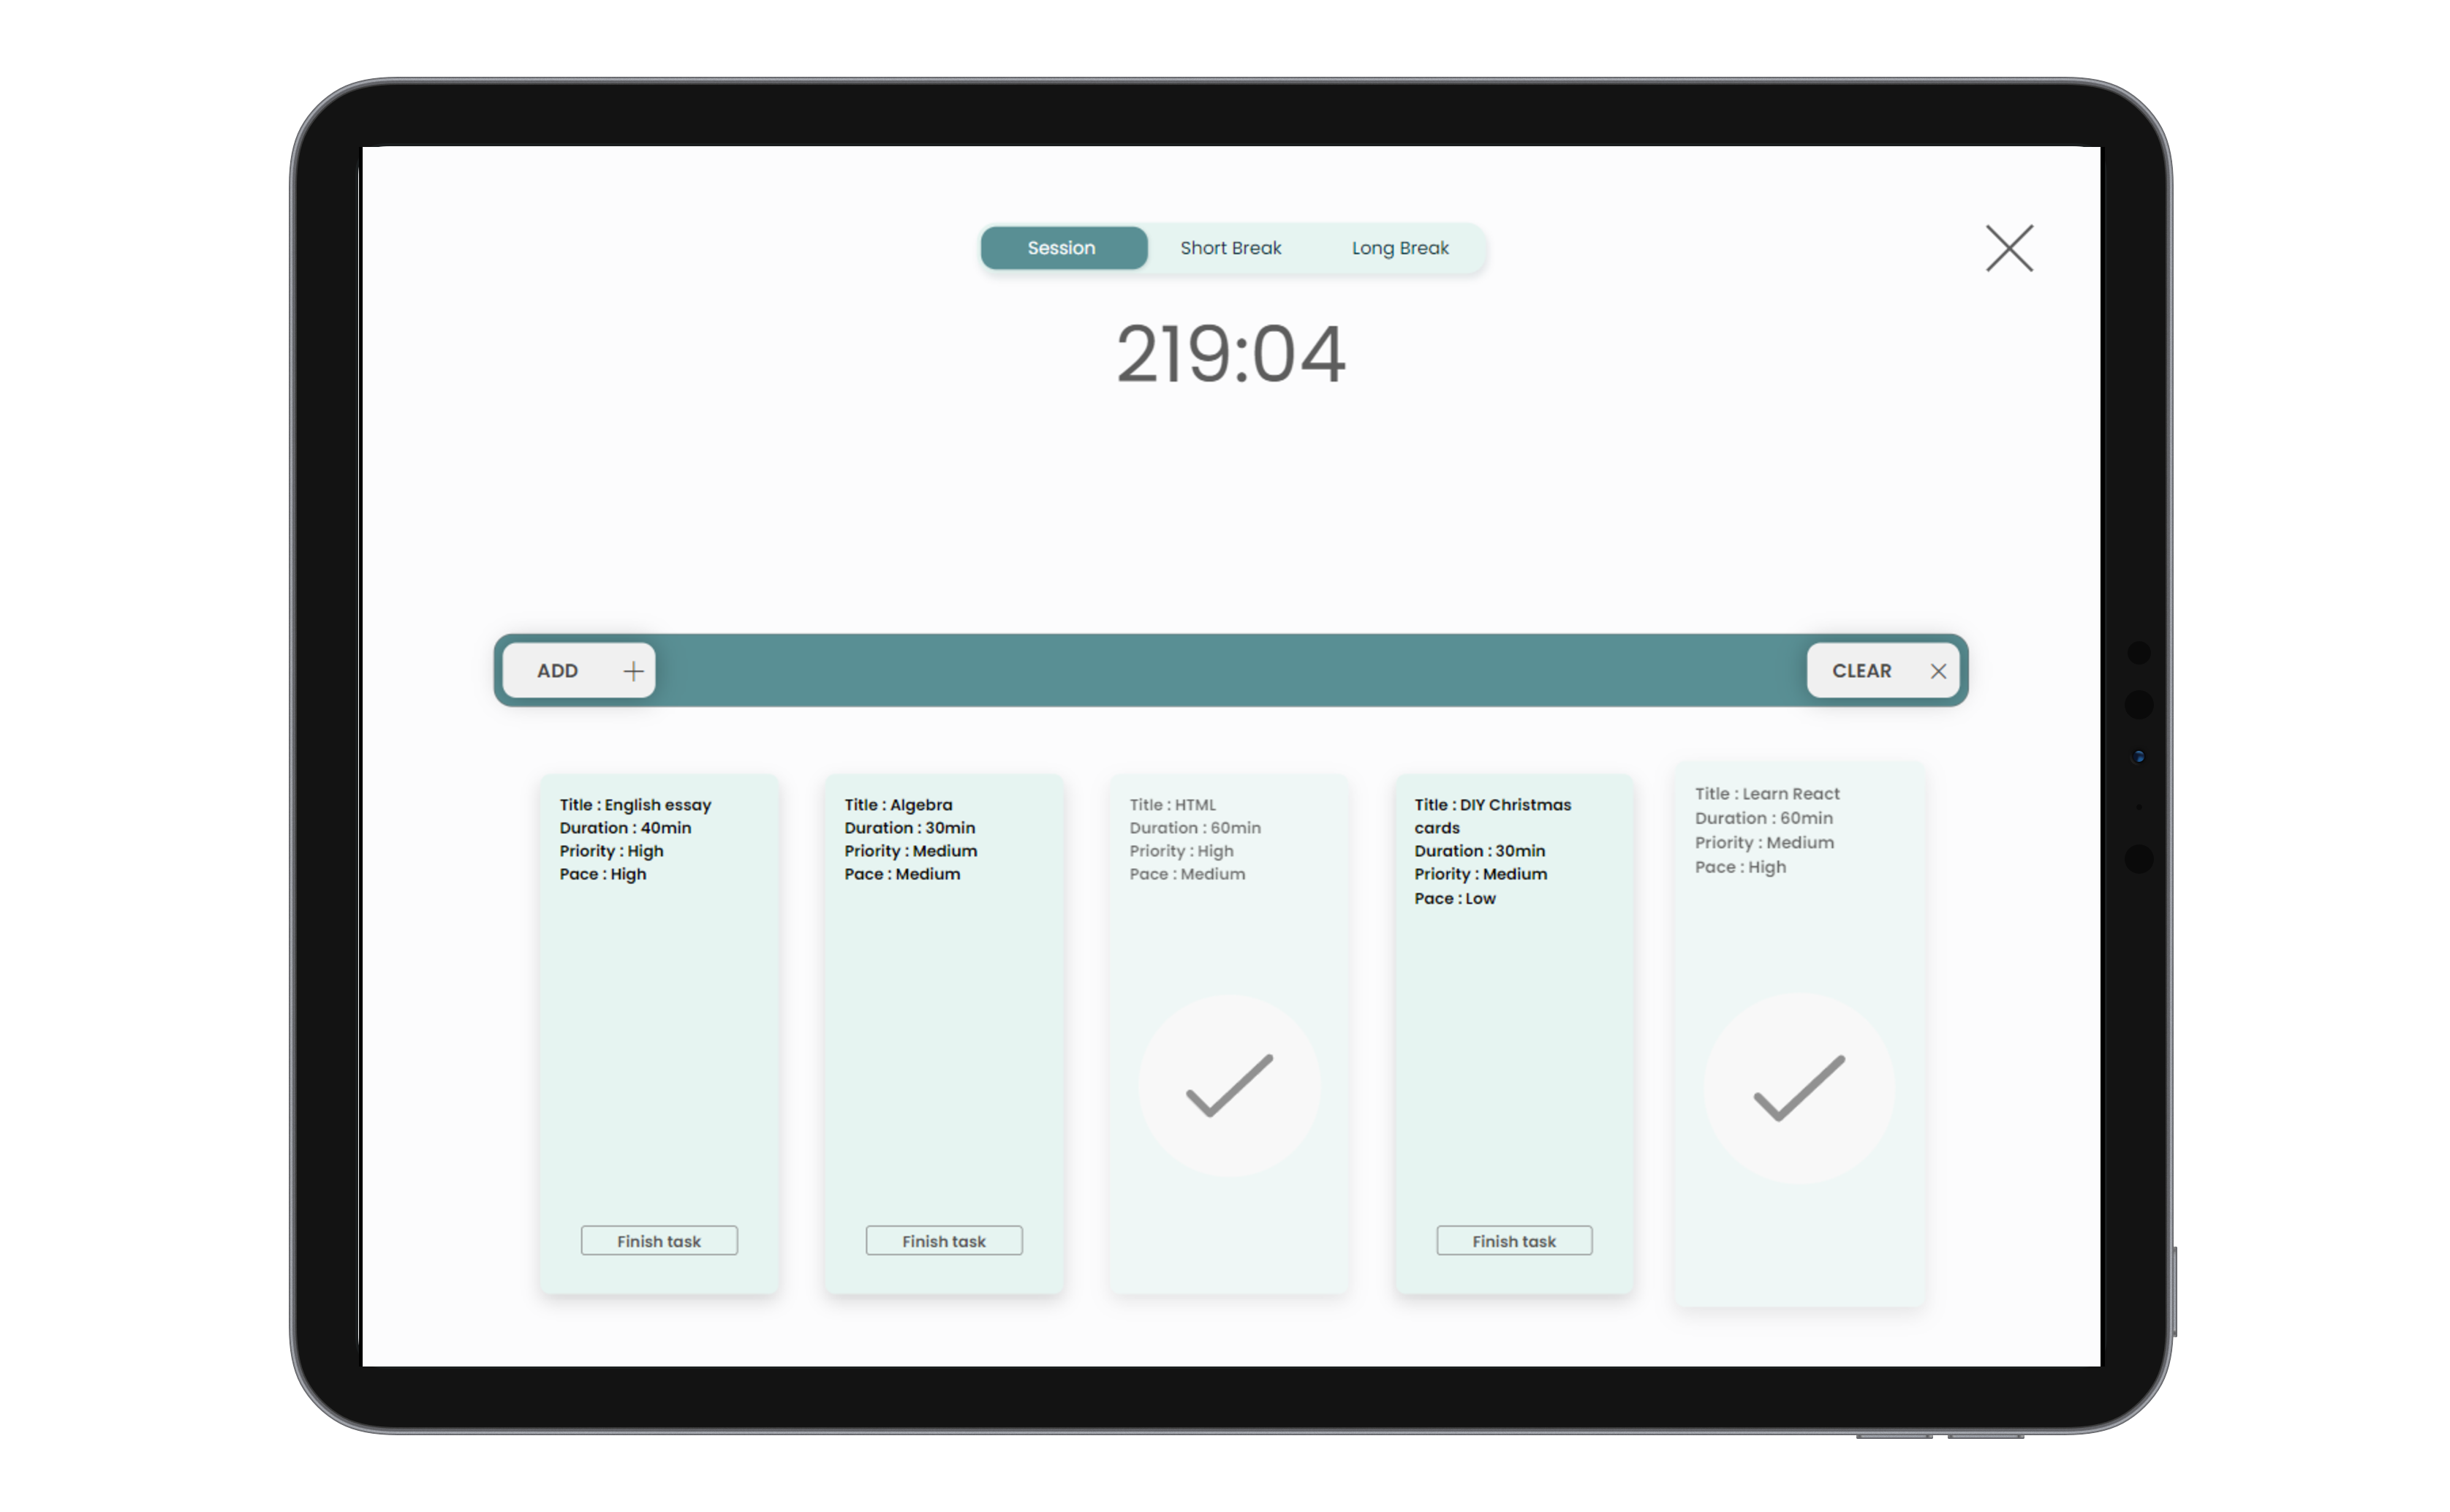 Session Short Break Long Break
219:04
ADD CLEAR
Title : English essay
Duration : 40min
Priority : High
Pace : High
Finish task
Title : Algebra
Duration : 30min
Priority : Medium
Pace : Medium
Finish task
Title : HTML
Duration : 60min
Priority : High
Pace : Medium
Title : DIY Christmas
cards
Duration : 30min
Priority : Medium
Pace : Low
Finish task
Title : Learn React
Duration : 60min
Priority : Medium
Pace : High